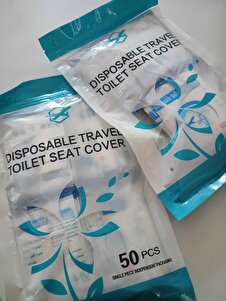 DISPOSABLE TRAVEL
TOILET SEAT COVER
DISPOSABLE TRAVEL
TOILET SEAT COVER
50 PCS
SINGLE PIECE INDEPENDENT PACKAGING